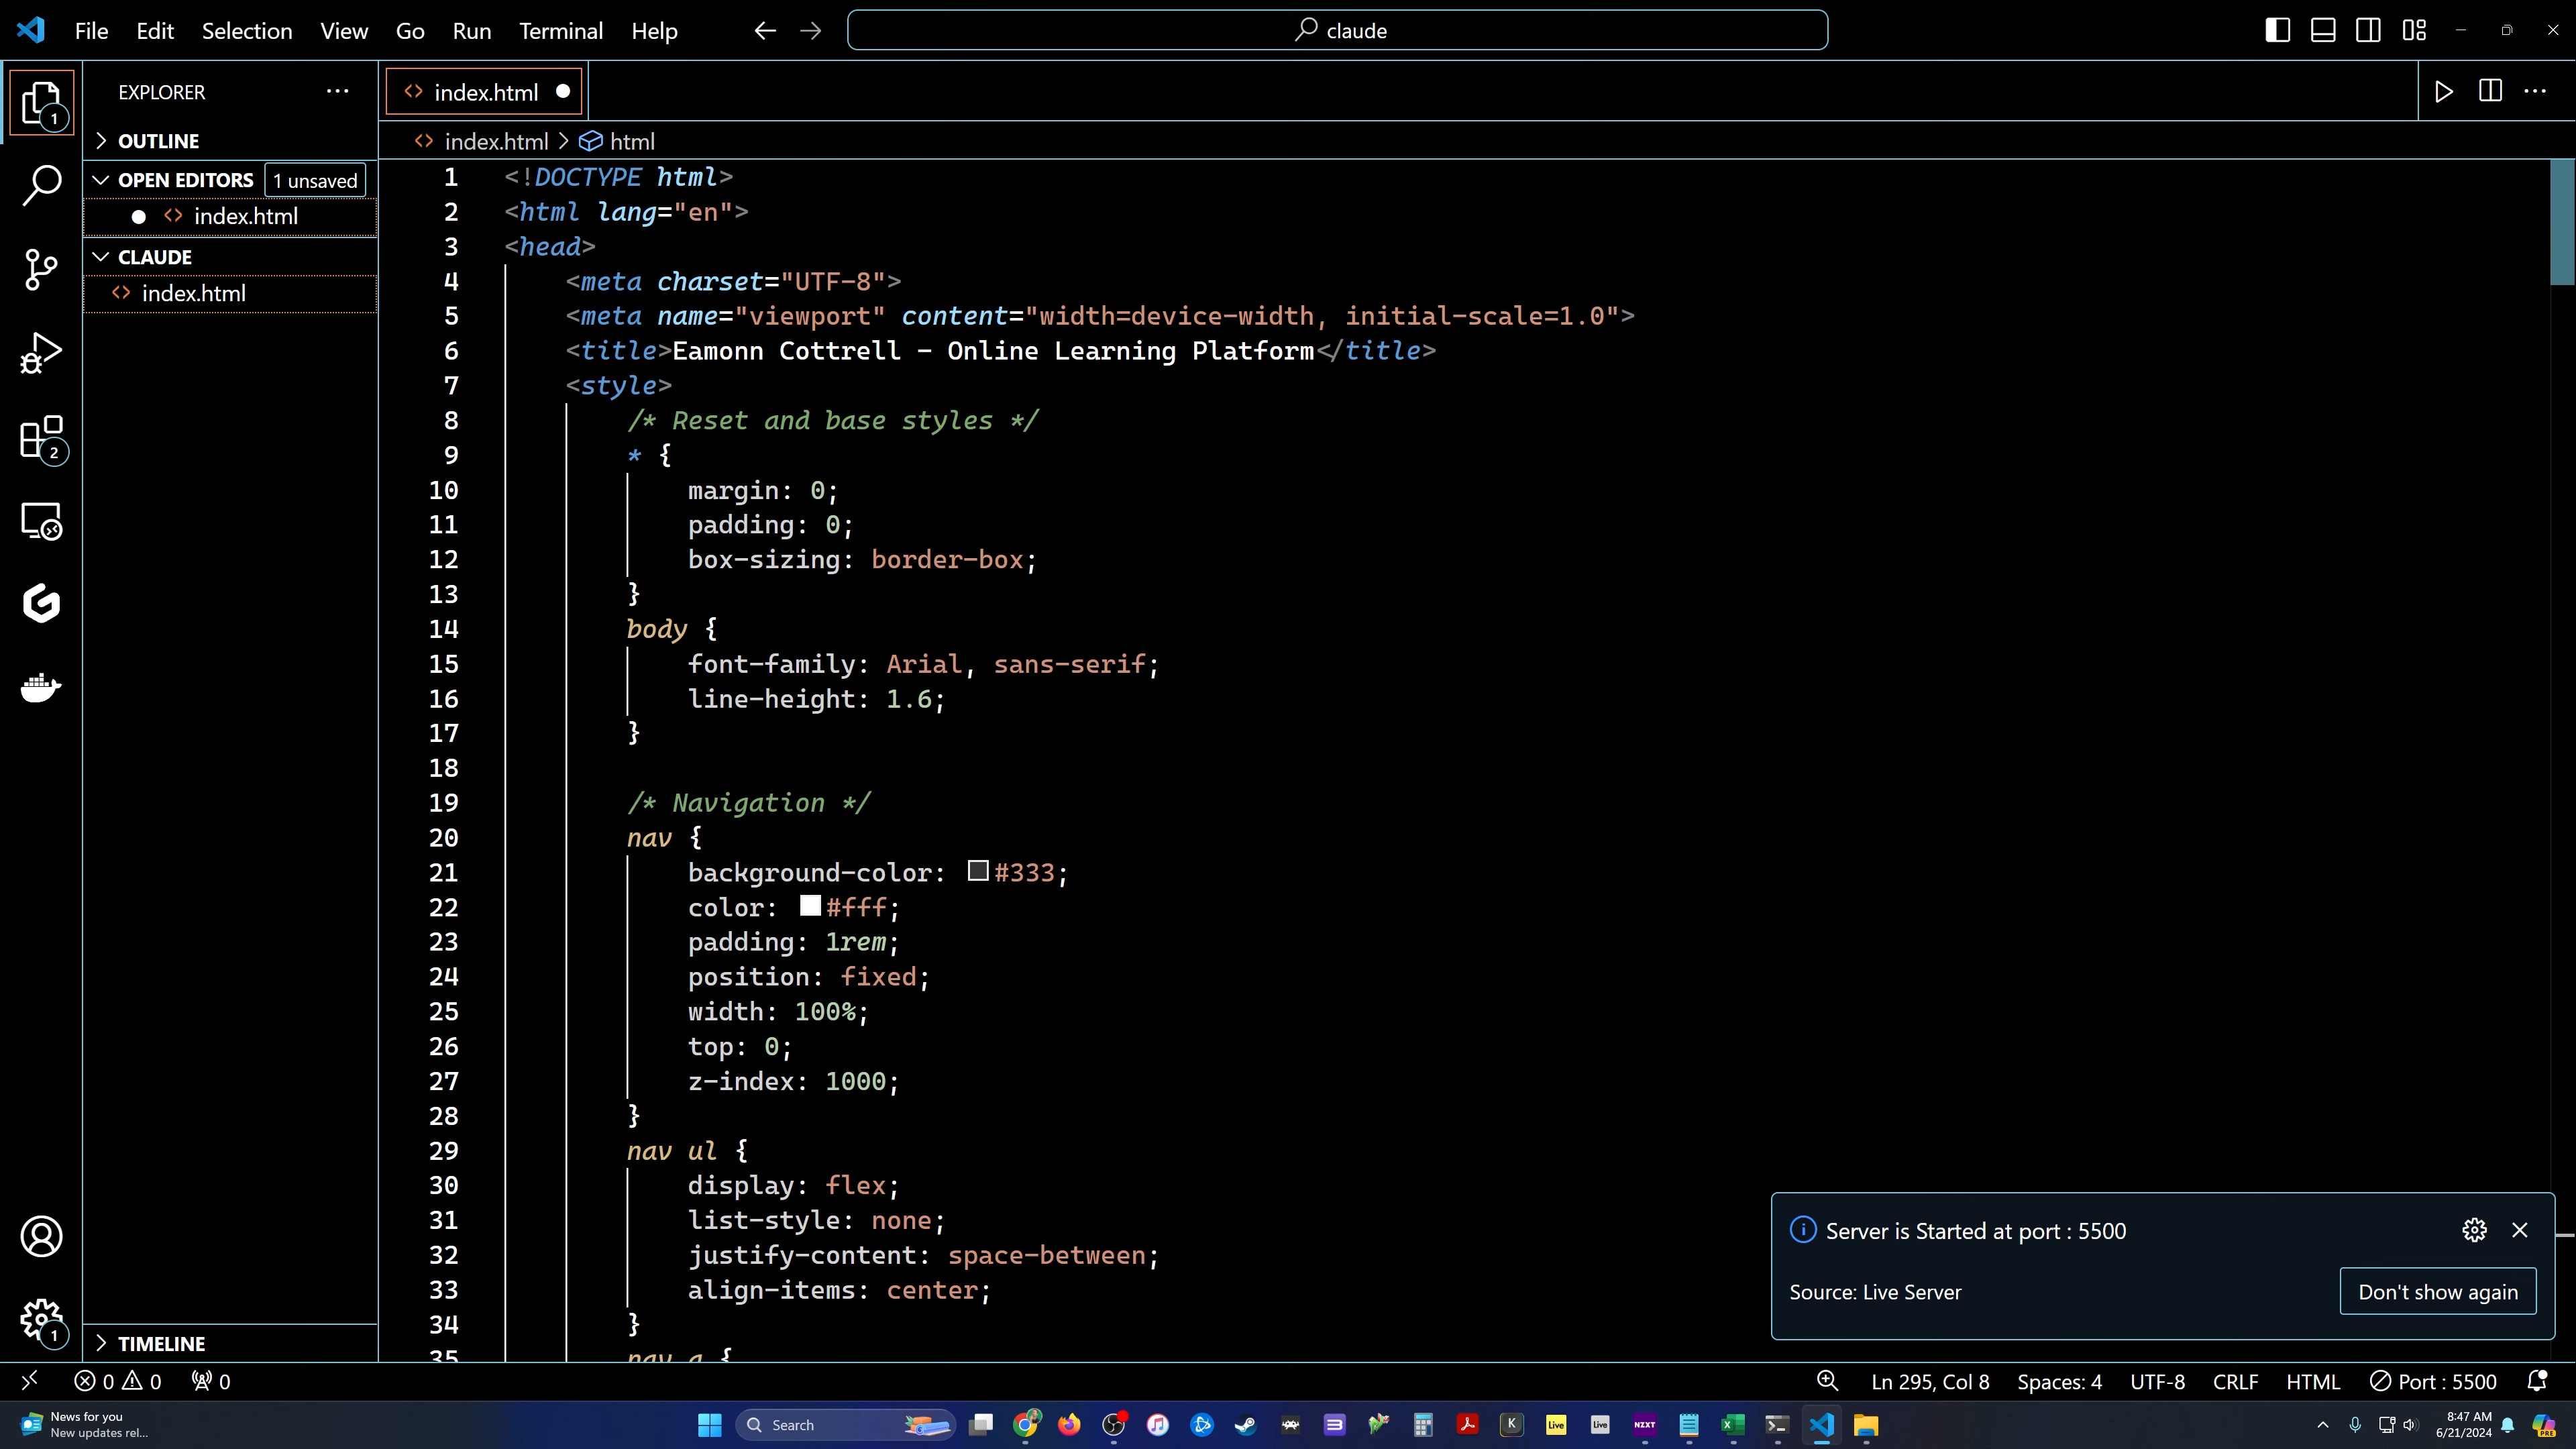 File Edit Selection View Go Run Terminal Help
claude
EXPLORER
OUTLINE
OPEN EDITORS 1 unsaved
index.html
CLAUDE
index.html
TIMELINE
1
2
1
index.html
index.html > html
1 <!DOCTYPE html>
2 <html lang="en">
3 <head>
4 <meta charset="UTF-8">
5 <meta name="viewport" content="width=device-width, initial-scale=1.0">
6 <title>Eamonn Cottrell - Online Learning Platform</title>
7 <style>
8 /* Reset and base styles */
9 * {
10 margin: 0;
11 padding: 0;
12 box-sizing: border-box;
13 }
14 body {
15 font-family: Arial, sans-serif;
16 line-height: 1.6;
17 }
18
19 /* Navigation */
20 nav {
21 background-color: #333;
22 color: #fff;
23 padding: 1rem;
24 position: fixed;
25 width: 100%;
26 top: 0;
27 z-index: 1000;
28 }
29 nav ul {
30 display: flex;
31 list-style: none;
32 justify-content: space-between;
33 align-items: center;
34 }
35 nav a {
Server is Started at port : 5500
Source: Live Server
Don't show again
0 0 0
Ln 295, Col 8 Spaces: 4 UTF-8 CRLF HTML Port : 5500
News for you
New updates rel...
Search
K
Live
Live
NZXT
8:47 AM
6/21/2024
PRE